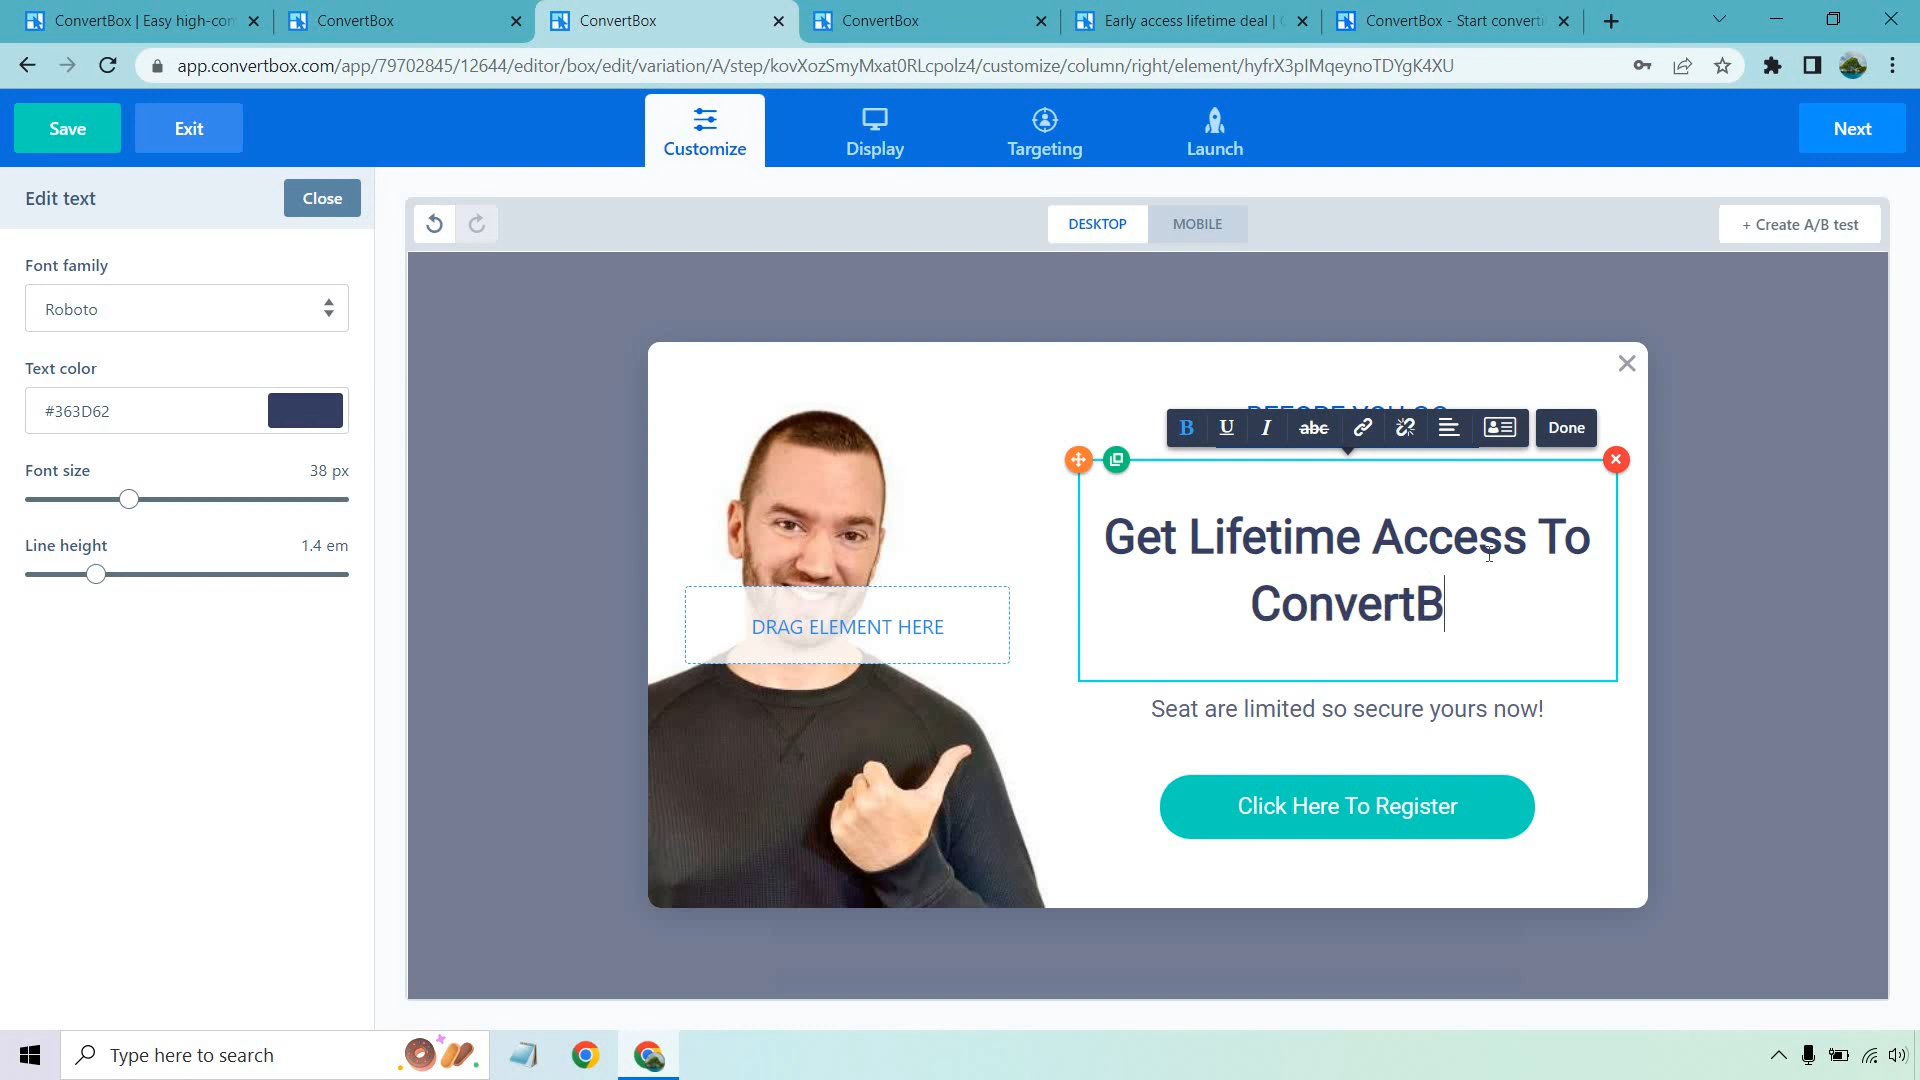 ConvertBox | Easy high-con
ConvertBox
ConvertBox
ConvertBox
Early access lifetime deal |
ConvertBox - Start converti
app.convertbox.com/app/79702845/12644/editor/box/edit/variation/A/step/kovXozSmyMxat0RLcpolz4/customize/column/right/element/hyfrX3pIMqeynoTDYgK4XU
Save
Exit
Customize
Display
Targeting
Launch
Next
Edit text
Close
DESKTOP
MOBILE
+ Create A/B test
Font family
Roboto
Text color
#363D62
Font size
38 px
Line height
1.4 em
BEFORE YOU GO
B U I abc
Done
Get Lifetime Access To
ConvertB
DRAG ELEMENT HERE
Seat are limited so secure yours now!
Click Here To Register
Type here to search